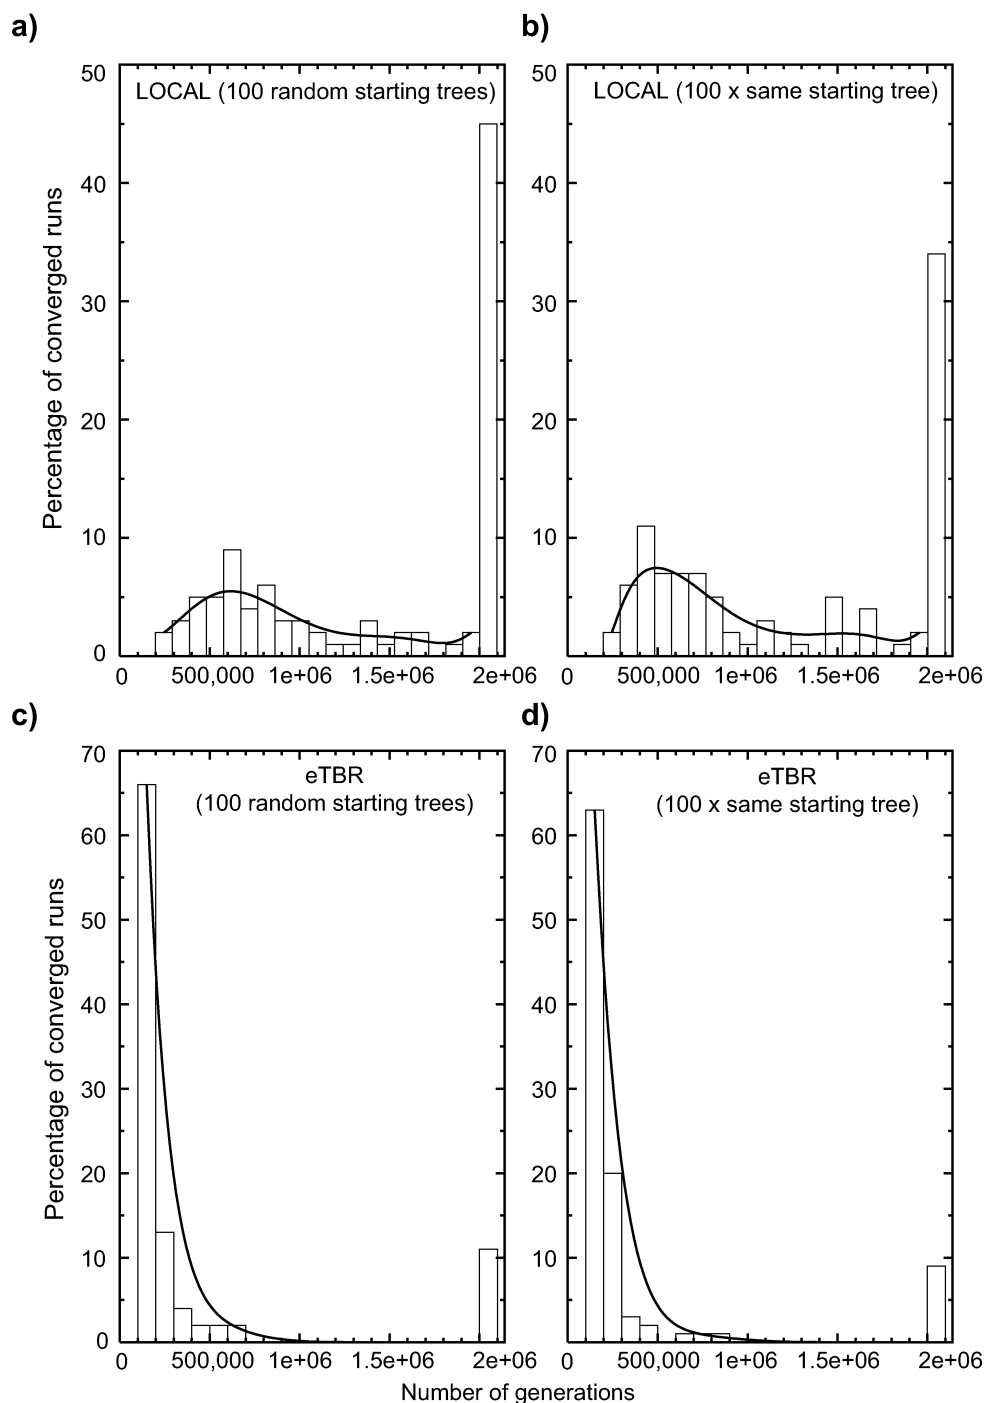 a)
LOCAL (100 random starting trees)
50
40
30
20
10
0
Percentage of converged runs
0 500,000 1e+06 1.5e+06 2e+06
b)
LOCAL (100 x same starting tree)
50
40
30
20
10
0
0 500,000 1e+06 1.5e+06 2e+06
c)
eTBR
(100 random starting trees)
70
60
50
40
30
20
10
0
Percentage of converged runs
0 500,000 1e+06 1.5e+06 2e+06
d)
eTBR
(100 x same starting tree)
70
60
50
40
30
20
10
0
0 500,000 1e+06 1.5e+06 2e+06
Number of generations